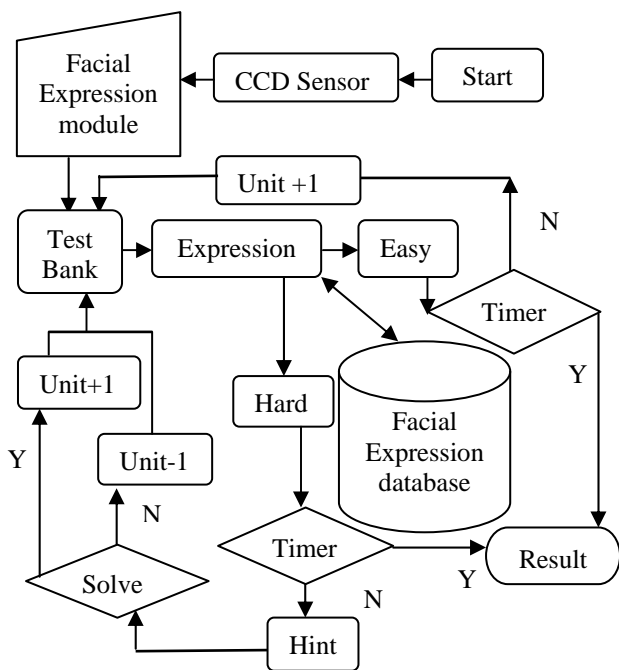 Facial
Expression
module
CCD Sensor
Start
Unit +1
N
Test
Bank
Expression
Easy
Timer
Y
Unit+1
Hard
Facial
Expression
database
Y
Unit-1
N
Timer
Y
Result
Solve
N
Hint